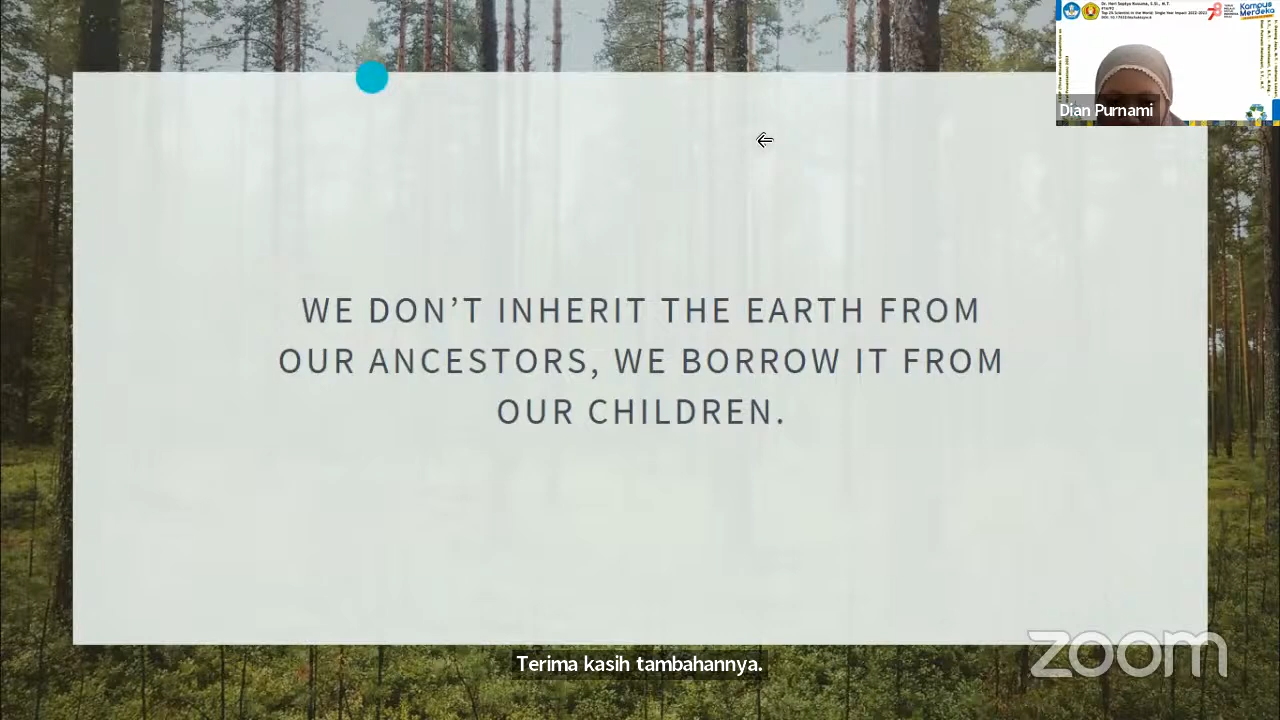 WE DON’T INHERIT THE EARTH FROM
OUR ANCESTORS, WE BORROW IT FROM
OUR CHILDREN.
Kampus
Merdeka
Dian Purnami
zoom
Terima kasih tambahannya.